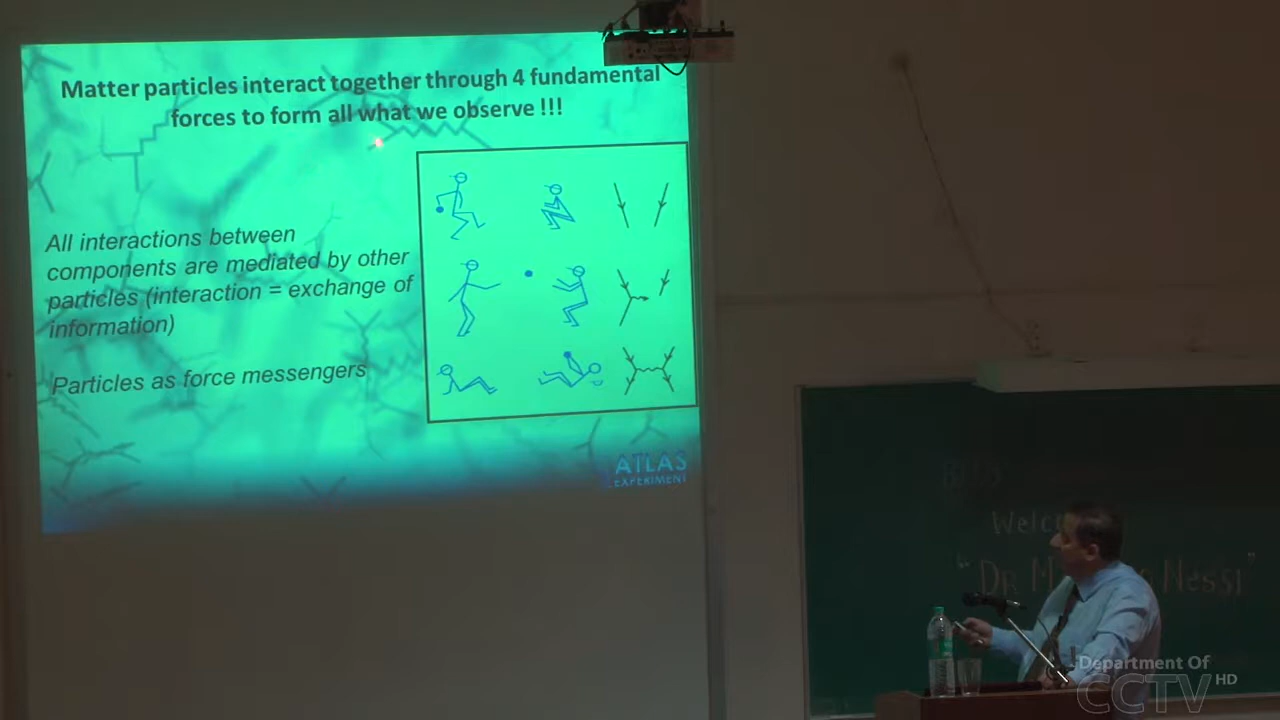 Matter particles interact together through 4 fundamental
forces to form all what we observe !!!
All interactions between
components are mediated by other
particles (interaction = exchange of
information)
Particles as force messengers
ATLAS
EXPERIMENT
"DR Nessi"
Department Of
CCTV HD